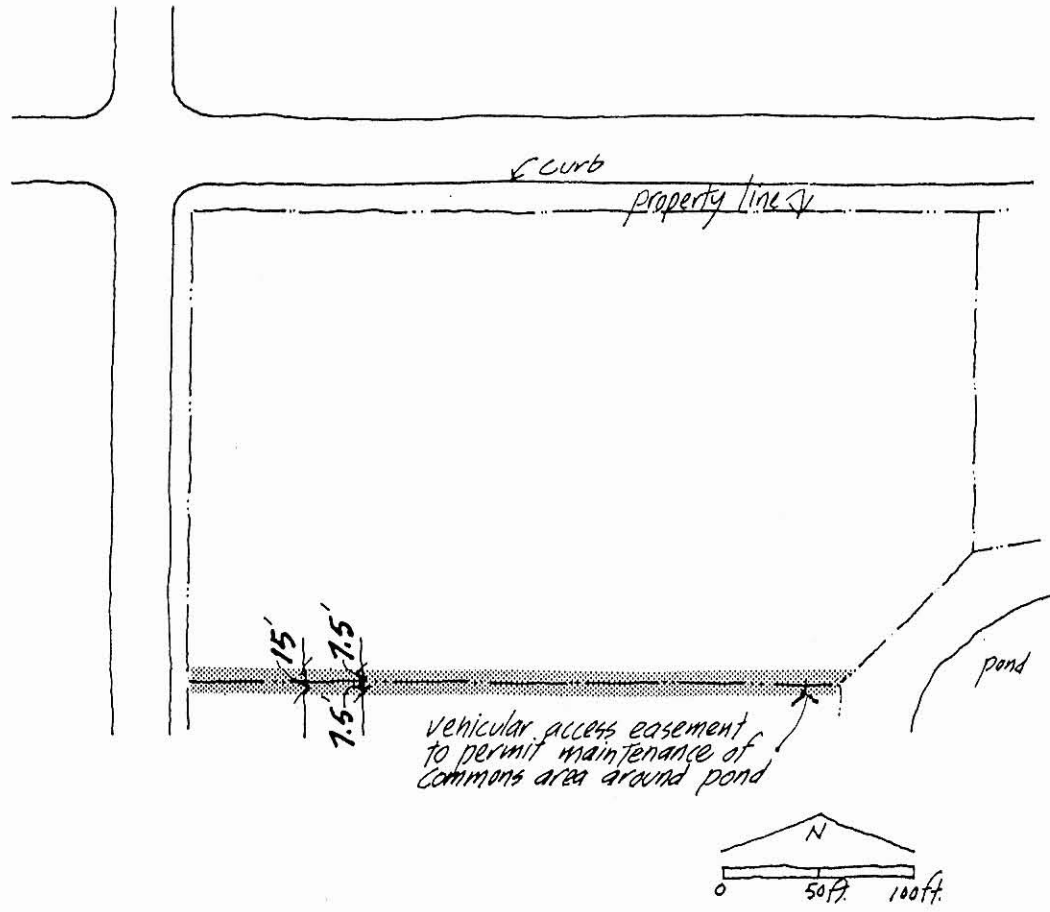 curb
property line
15'
7.5'
7.5'
pond
vehicular access easement
to permit maintenance of
commons area around pond
N
0 50ft. 100ft.